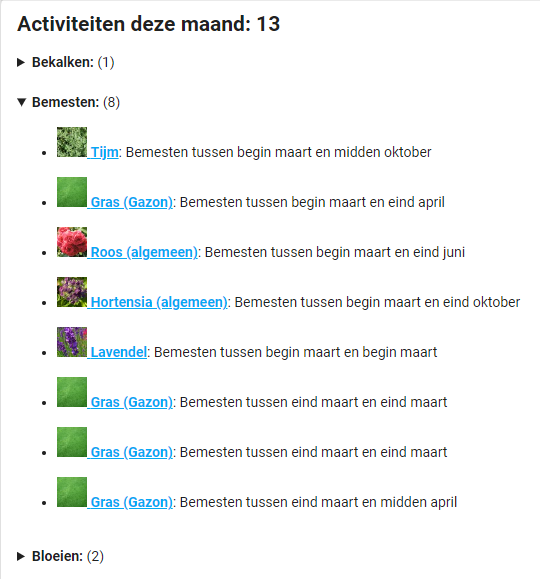 Activiteiten deze maand: 13
Bekalken: (1)
Bemesten: (8)
Tijm: Bemesten tussen begin maart en midden oktober
Gras (Gazon): Bemesten tussen begin maart en eind april
Roos (algemeen): Bemesten tussen begin maart en eind juni
Hortensia (algemeen): Bemesten tussen begin maart en eind oktober
Lavendel: Bemesten tussen begin maart en begin maart
Gras (Gazon): Bemesten tussen eind maart en eind maart
Gras (Gazon): Bemesten tussen eind maart en eind maart
Gras (Gazon): Bemesten tussen eind maart en midden april
Bloeien: (2)